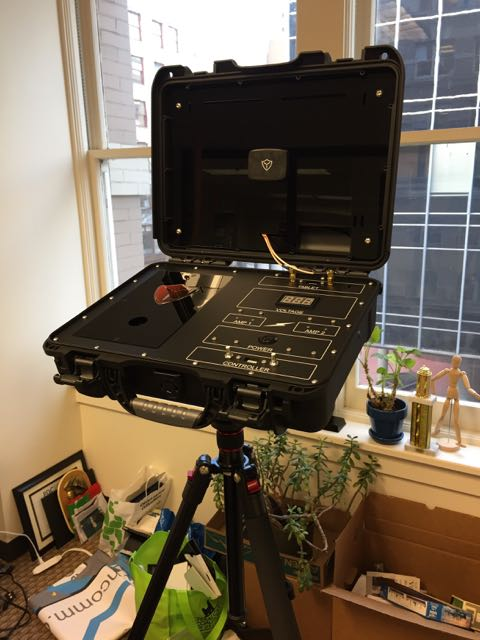 TABLET
VOLTAGE
AMP 1
AMP 2
POWER
CONTROLLER
ncomm.